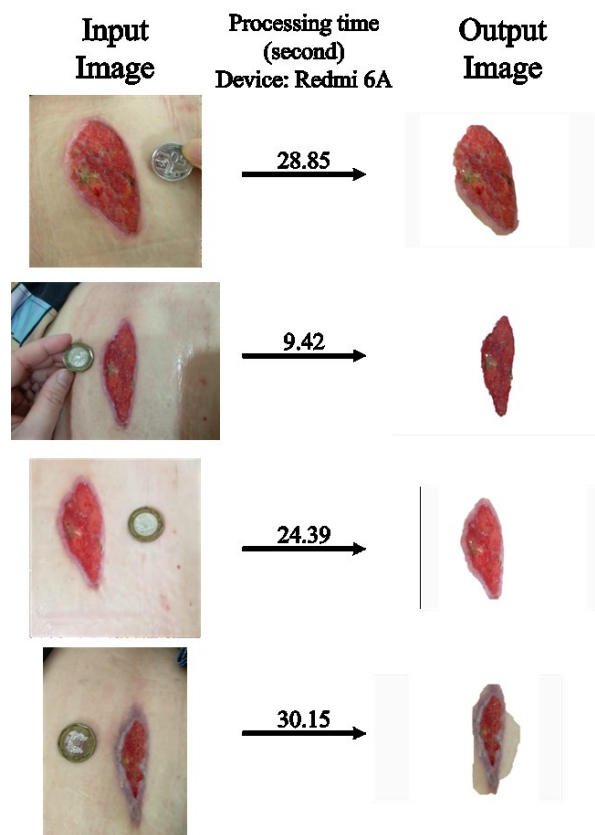 Input
Image
Processing time
(second)
Device: Redmi 6A
Output
Image
28.85
9.42
24.39
30.15